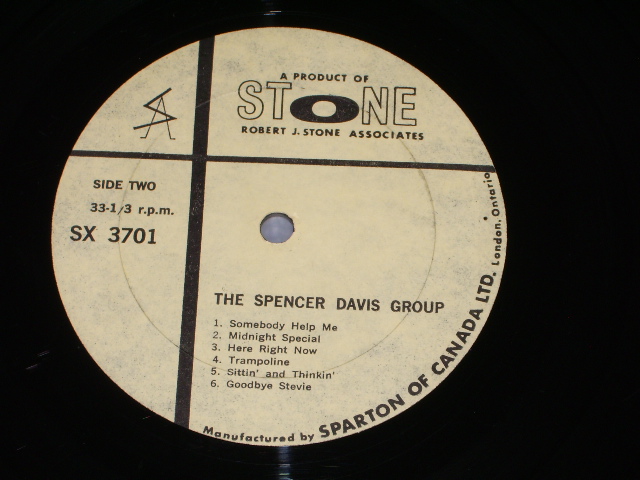 A PRODUCT OF
STONE
ROBERT J. STONE ASSOCIATES
SIDE TWO
33-1/3 r.p.m.
SX 3701
THE SPENCER DAVIS GROUP
1. Somebody Help Me
2. Midnight Special
3. Here Right Now
4. Trampoline
5. Sittin' and Thinkin'
6. Goodbye Stevie
Manufactured by SPARTON OF CANADA LTD. • London, Ontario